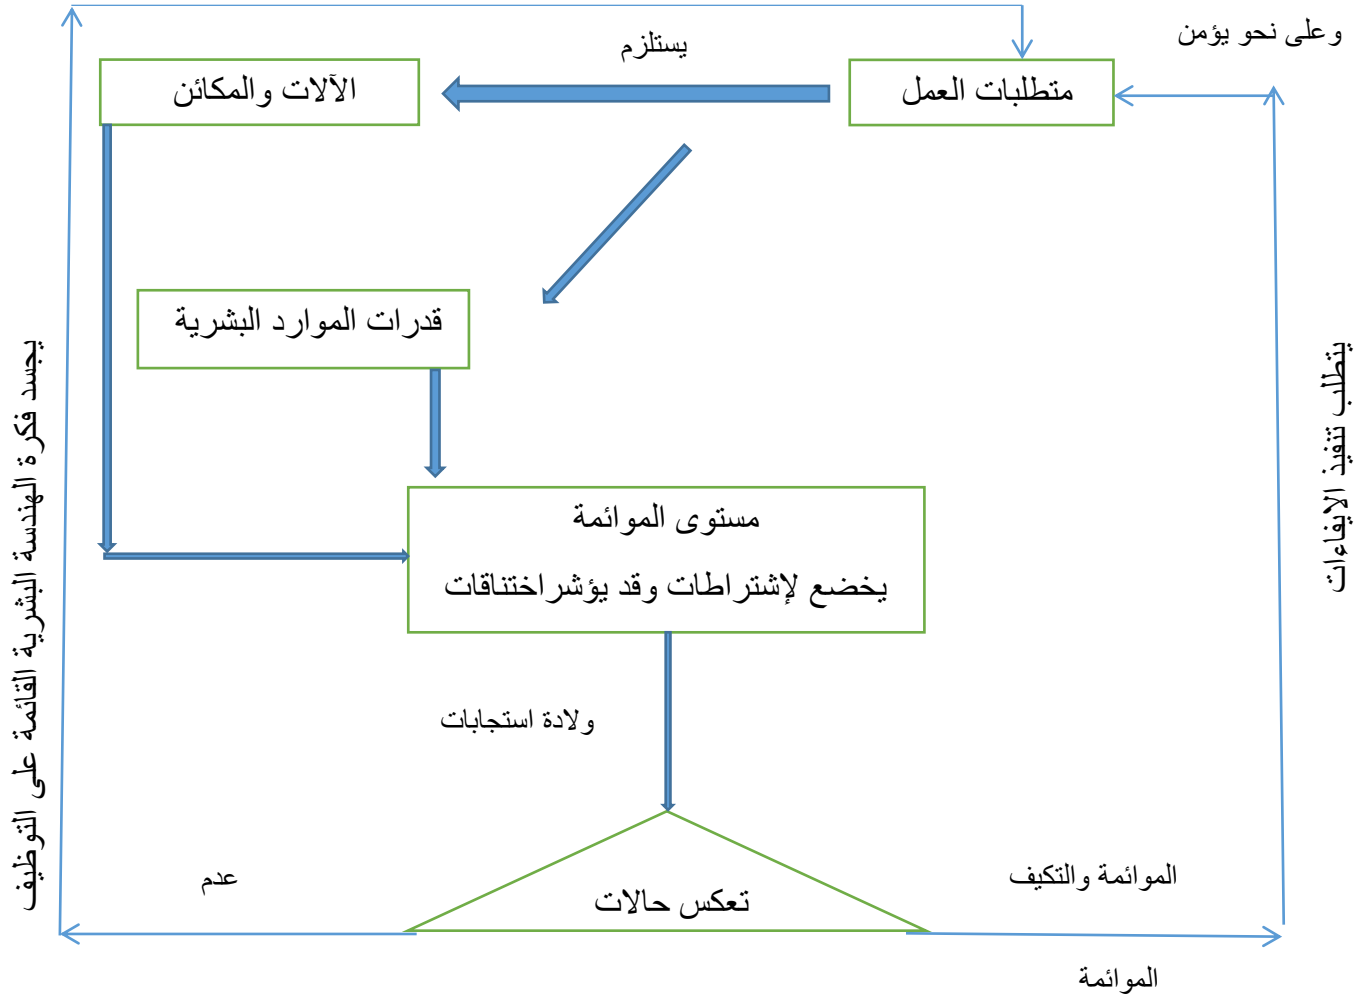 وعلى نحو يؤمن
يستلزم
متطلبات العمل
الآلات والمكائن
قدرات الموارد البشرية
يتطلب تنفيذ الايفاءات
يجسد فكرة الهندسة البشرية القائمة على التوظيف
مستوى الموائمة
يخضع لإشتراطات وقد يؤشراختناقات
ولادة استجابات
الموائمة والتكيف
عدم
تعكس حالات
الموائمة